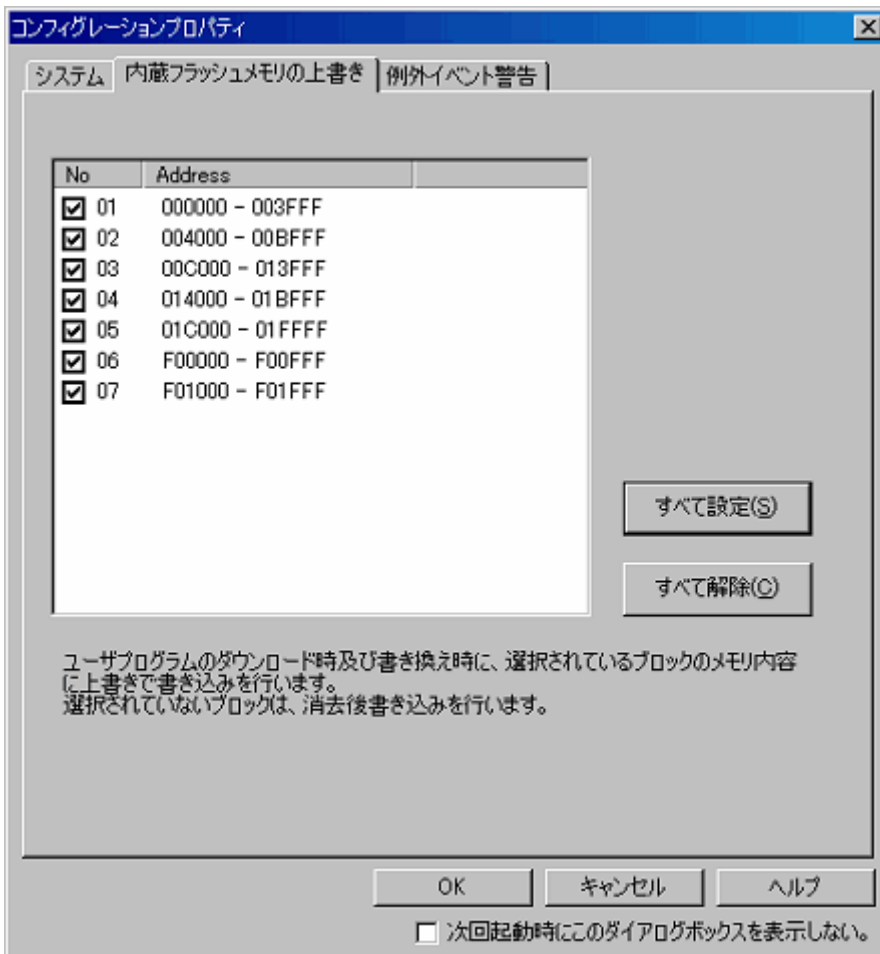 コンフィグレーションプロパティ
システム 内蔵フラッシュメモリの上書き 例外イベント警告
No Address
01 000000 - 003FFF
02 004000 - 00BFFF
03 00C000 - 013FFF
04 014000 - 01BFFF
05 01C000 - 01FFFF
06 F00000 - F00FFF
07 F01000 - F01FFF
すべて設定(S)
すべて解除(C)
ユーザプログラムのダウンロード時及び書き換え時に、選択されているブロックのメモリ内容
に上書きで書き込みを行います。
選択されていないブロックは、消去後書き込みを行います。
OK キャンセル ヘルプ
次回起動時にこのダイアログボックスを表示しない。